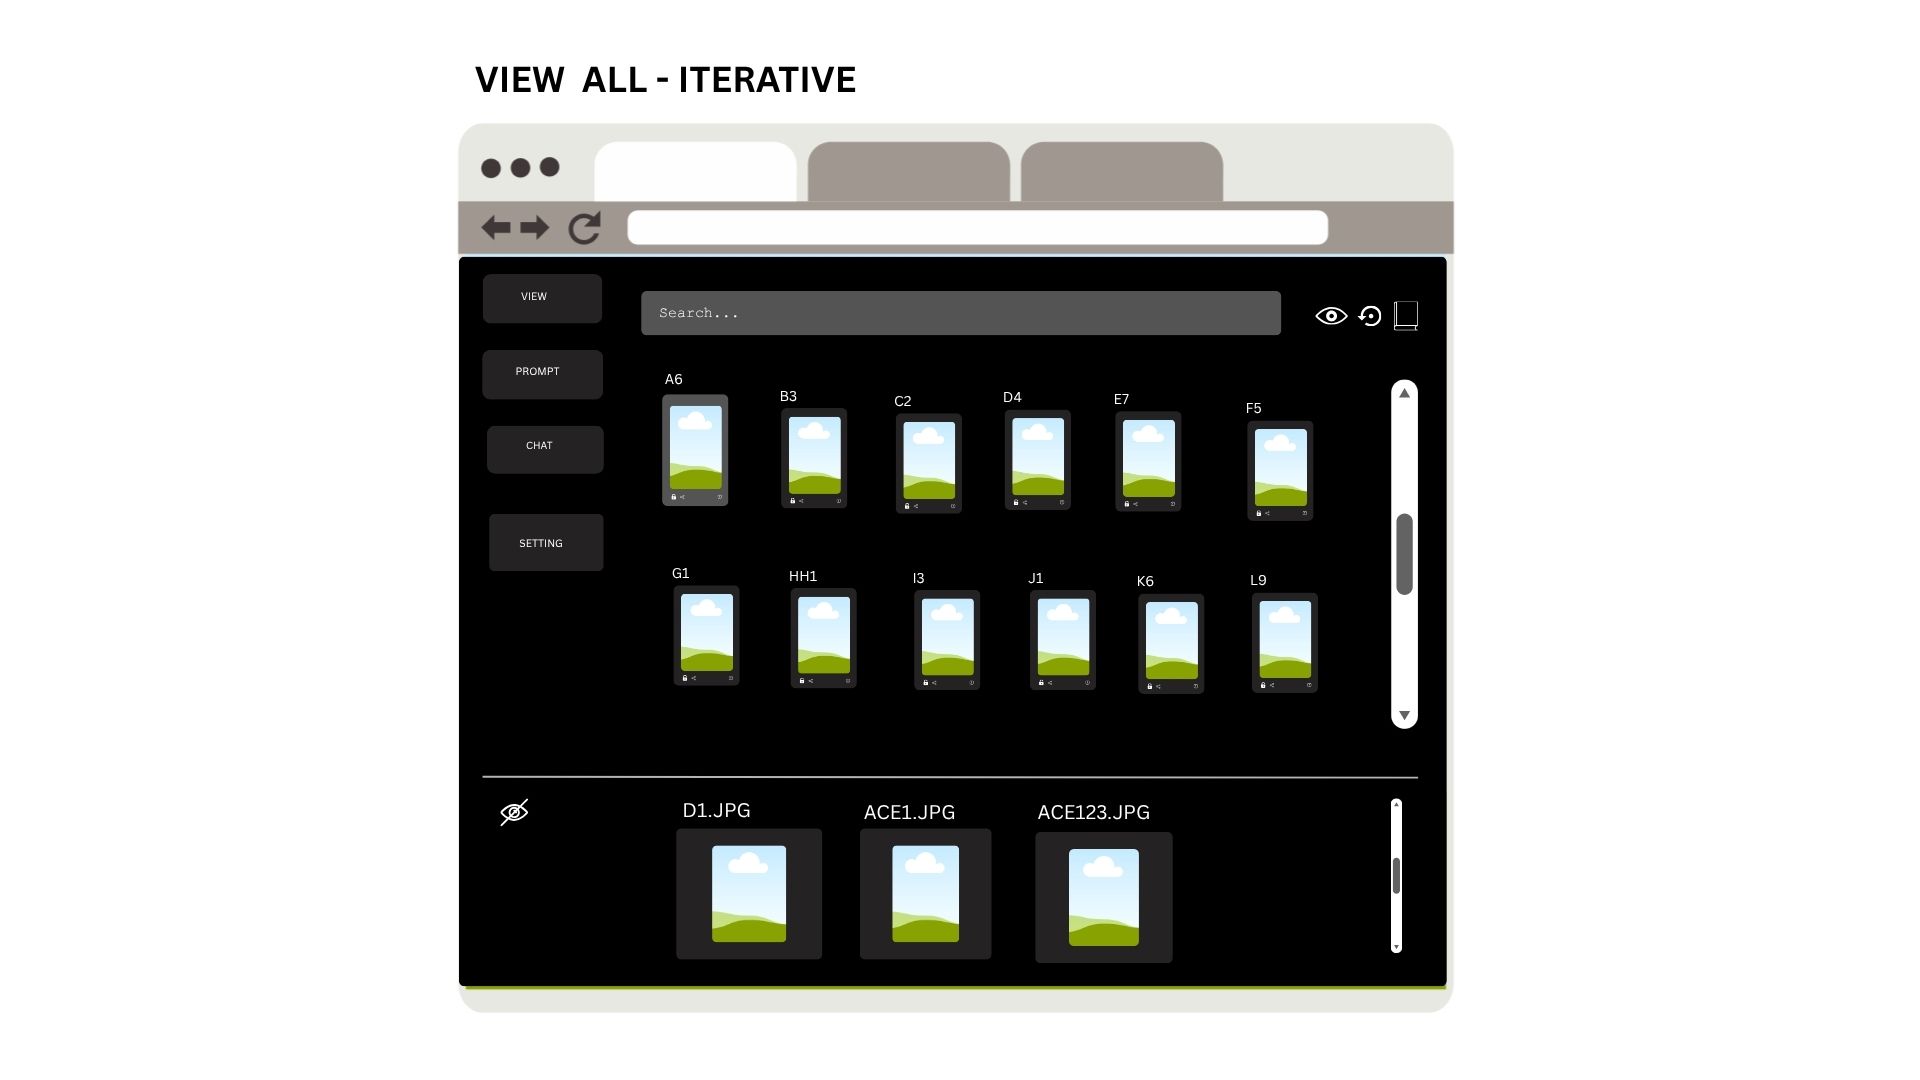 VIEW ALL - ITERATIVE
VIEW
Search...
PROMPT
CHAT
SETTING
A6
B3
C2
D4
E7
F5
G1
HH1
I3
J1
K6
L9
D1.JPG
ACE1.JPG
ACE123.JPG